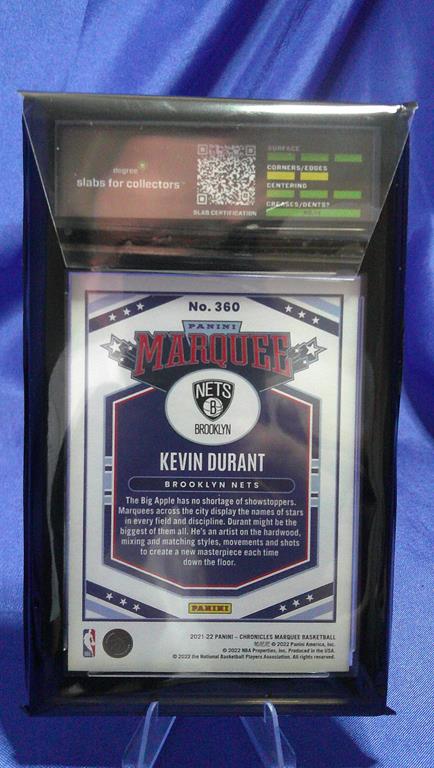 degree
slabs for collectors™
SLAB CERTIFICATION
SURFACE
CORNERS/EDGES
CENTERING
CREASES/DENTS?
No. 360
PANINI
MARQUEE
NETS
B
BROOKLYN
KEVIN DURANT
BROOKLYN NETS
The Big Apple has no shortage of showstoppers.
Marquees across the city display the names of stars
in every field and discipline. Durant might be the
biggest of them all. He's an artist on the hardwood,
mixing and matching styles, movements and shots
to create a new masterpiece each time
down the floor.
PANINI
2021-22 PANINI – CHRONICLES MARQUEE BASKETBALL
© 2022 Panini America, Inc.
© 2022 NBA Properties, Inc. Produced in the USA.
© 2022 the National Basketball Players Association. All rights reserved.